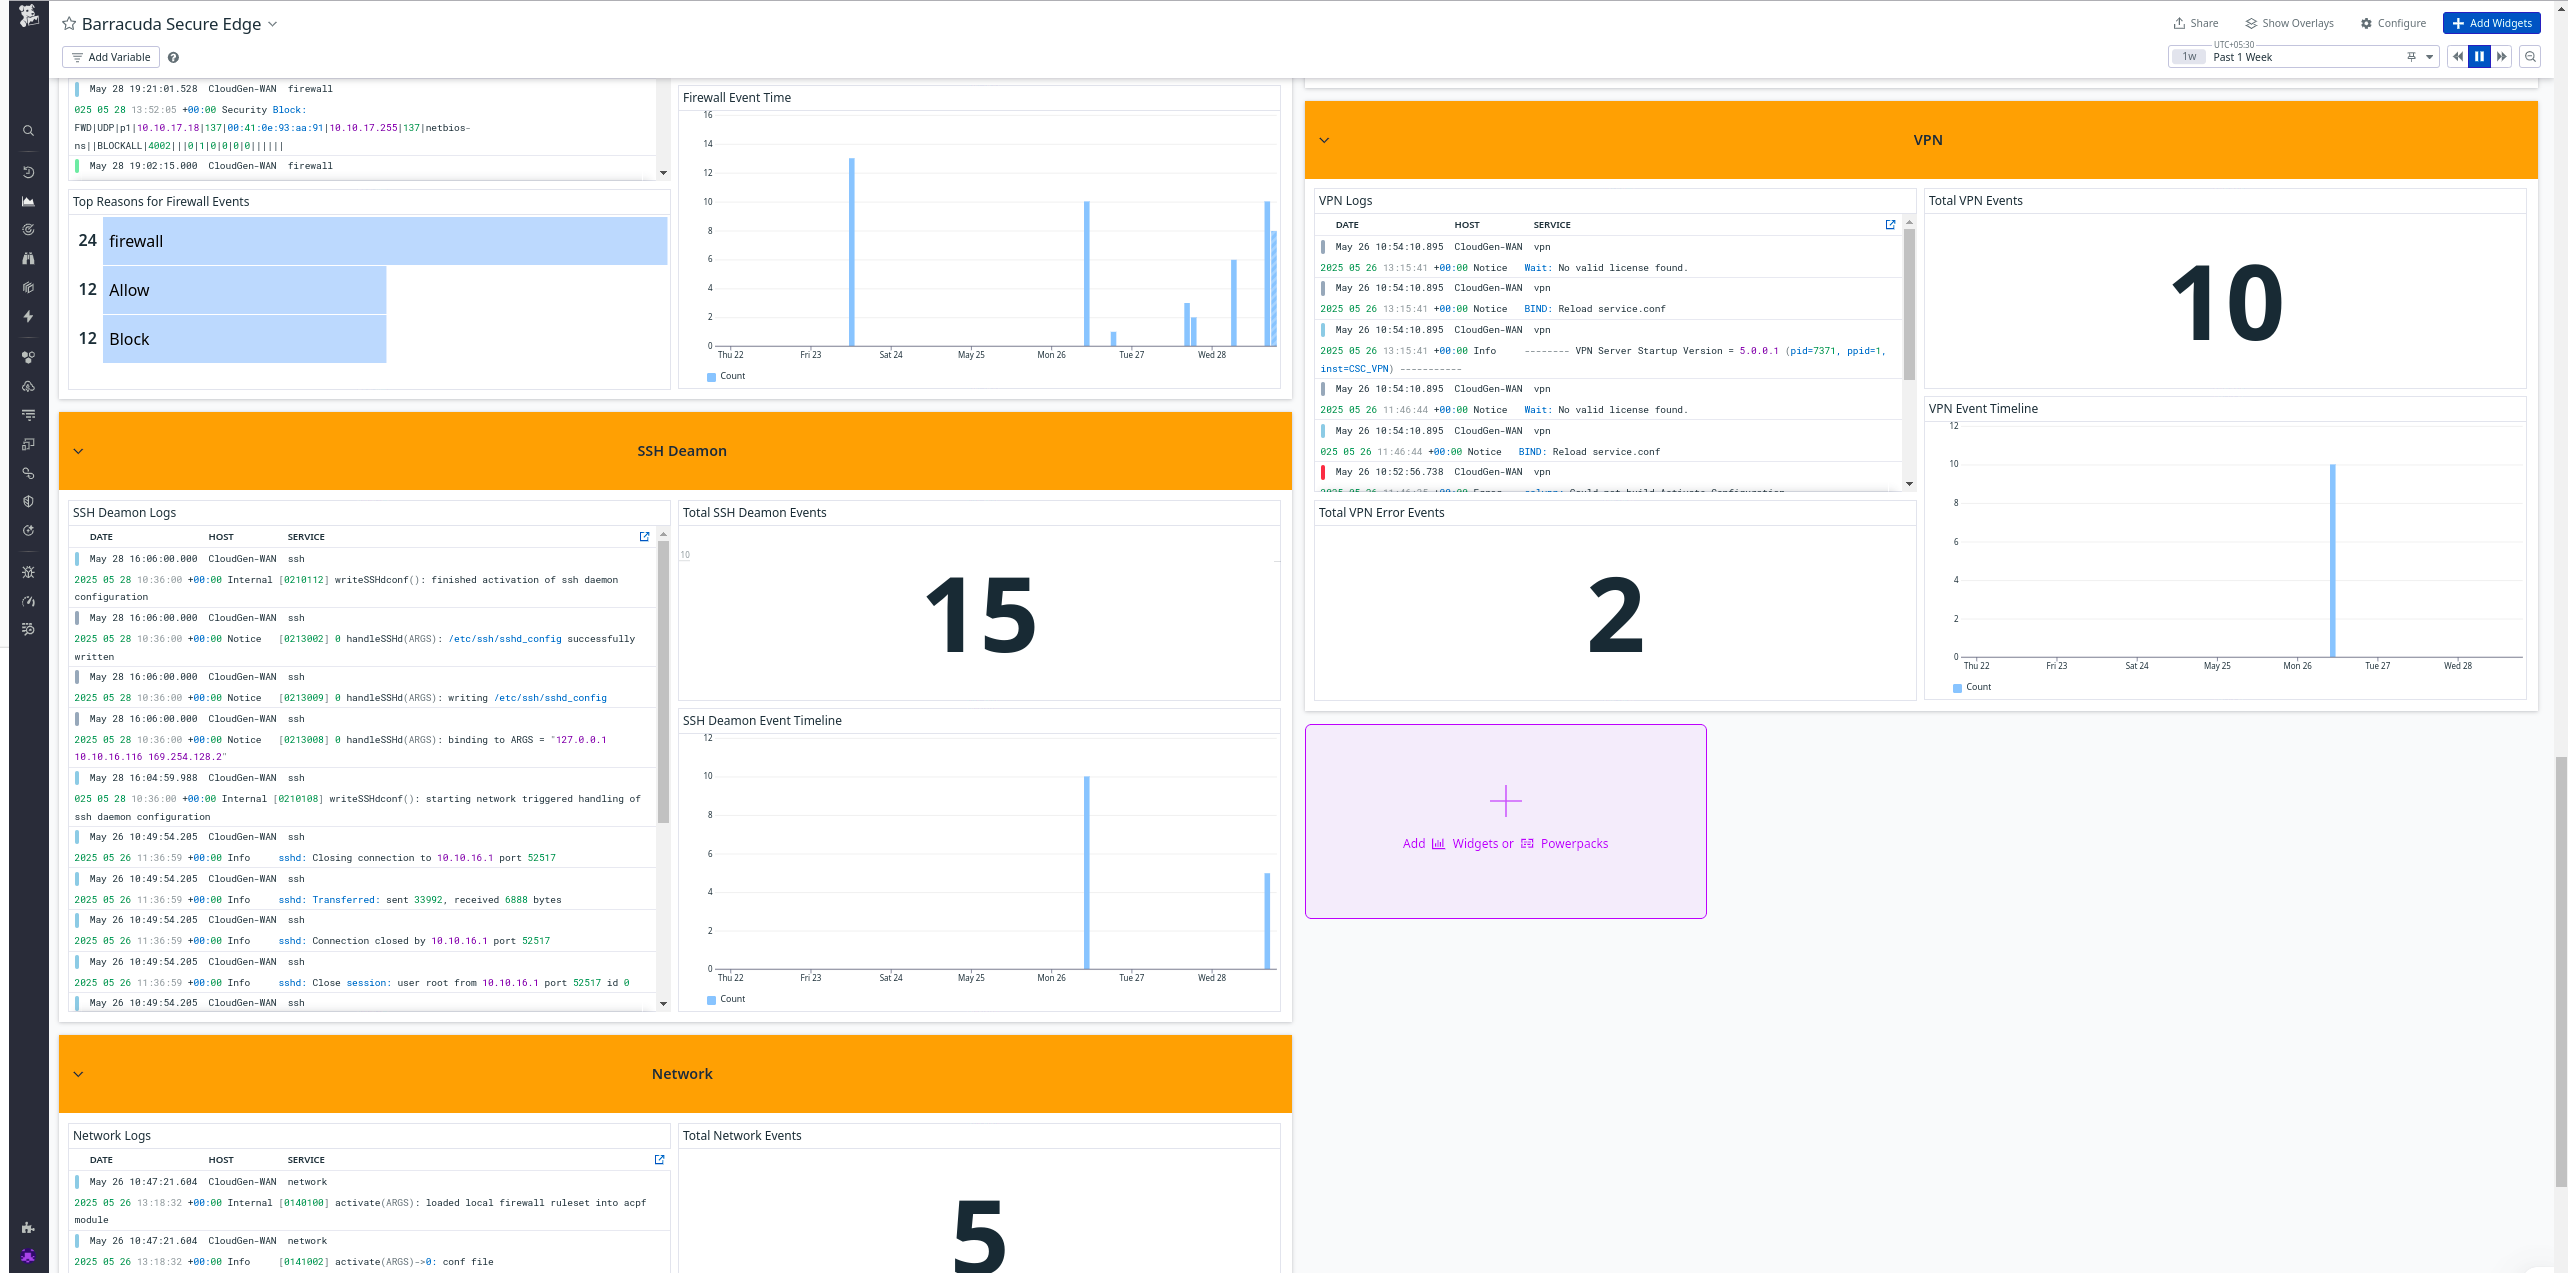 Barracuda Secure Edge
Share
Show Overlays
Configure
Add Widgets
Add Variable
UTC+05:30
1w
Past 1 Week
May 28 19:21:01.528 CloudGen-WAN firewall
025 05 28 13:52:05 +00:00 Security Block:
FWD|UDP|p1|10.10.17.18|137|00:41:0e:93:aa:91|10.10.17.255|137|netbios-
ns||BLOCKALL|4002|||0|1|0|0|0|0||||||
May 28 19:02:15.000 CloudGen-WAN firewall
Top Reasons for Firewall Events
24 firewall
12 Allow
12 Block
Firewall Event Time
16
14
12
10
8
6
4
2
0
Thu 22 Fri 23 Sat 24 May 25 Mon 26 Tue 27 Wed 28
Count
SSH Deamon
SSH Deamon Logs
DATE HOST SERVICE
May 28 16:06:00.000 CloudGen-WAN ssh
2025 05 28 10:36:00 +00:00 Internal [0210112] writeSSHdconf(): finished activation of ssh daemon
configuration
May 28 16:06:00.000 CloudGen-WAN ssh
2025 05 28 10:36:00 +00:00 Notice [0213002] 0 handleSSHd(ARGS): /etc/ssh/sshd_config successfully
written
May 28 16:06:00.000 CloudGen-WAN ssh
2025 05 28 10:36:00 +00:00 Notice [0213009] 0 handleSSHd(ARGS): writing /etc/ssh/sshd_config
May 28 16:06:00.000 CloudGen-WAN ssh
2025 05 28 10:36:00 +00:00 Notice [0213008] 0 handleSSHd(ARGS): binding to ARGS = "127.0.0.1
10.10.16.116 169.254.128.2"
May 28 16:04:59.988 CloudGen-WAN ssh
025 05 28 10:36:00 +00:00 Internal [0210108] writeSSHdconf(): starting network triggered handling of
ssh daemon configuration
May 26 10:49:54.205 CloudGen-WAN ssh
2025 05 26 11:36:59 +00:00 Info sshd: Closing connection to 10.10.16.1 port 52517
May 26 10:49:54.205 CloudGen-WAN ssh
2025 05 26 11:36:59 +00:00 Info sshd: Transferred: sent 33992, received 6888 bytes
May 26 10:49:54.205 CloudGen-WAN ssh
2025 05 26 11:36:59 +00:00 Info sshd: Connection closed by 10.10.16.1 port 52517
May 26 10:49:54.205 CloudGen-WAN ssh
2025 05 26 11:36:59 +00:00 Info sshd: Close session: user root from 10.10.16.1 port 52517 id 0
May 26 10:49:54.205 CloudGen-WAN ssh
Total SSH Deamon Events
10
15
SSH Deamon Event Timeline
12
10
8
6
4
2
0
Thu 22 Fri 23 Sat 24 May 25 Mon 26 Tue 27 Wed 28
Count
Network
Network Logs
DATE HOST SERVICE
May 26 10:47:21.604 CloudGen-WAN network
2025 05 26 13:18:32 +00:00 Internal [0140100] activate(ARGS): loaded local firewall ruleset into acpf
module
May 26 10:47:21.604 CloudGen-WAN network
2025 05 26 13:18:32 +00:00 Info [0141002] activate(ARGS)->0: conf file
Total Network Events
5
VPN
VPN Logs
DATE HOST SERVICE
May 26 10:54:10.895 CloudGen-WAN vpn
2025 05 26 13:15:41 +00:00 Notice Wait: No valid license found.
May 26 10:54:10.895 CloudGen-WAN vpn
2025 05 26 13:15:41 +00:00 Notice BIND: Reload service.conf
May 26 10:54:10.895 CloudGen-WAN vpn
2025 05 26 13:15:41 +00:00 Info -------- VPN Server Startup Version = 5.0.0.1 (pid=7371, ppid=1,
inst=CSC_VPN) -----------
May 26 10:54:10.895 CloudGen-WAN vpn
2025 05 26 11:46:44 +00:00 Notice Wait: No valid license found.
May 26 10:54:10.895 CloudGen-WAN vpn
025 05 26 11:46:44 +00:00 Notice BIND: Reload service.conf
May 26 10:52:56.738 CloudGen-WAN vpn
Total VPN Events
10
Total VPN Error Events
2
VPN Event Timeline
12
10
8
6
4
2
0
Thu 22 Fri 23 Sat 24 May 25 Mon 26 Tue 27 Wed 28
Count
Add Widgets or Powerpacks